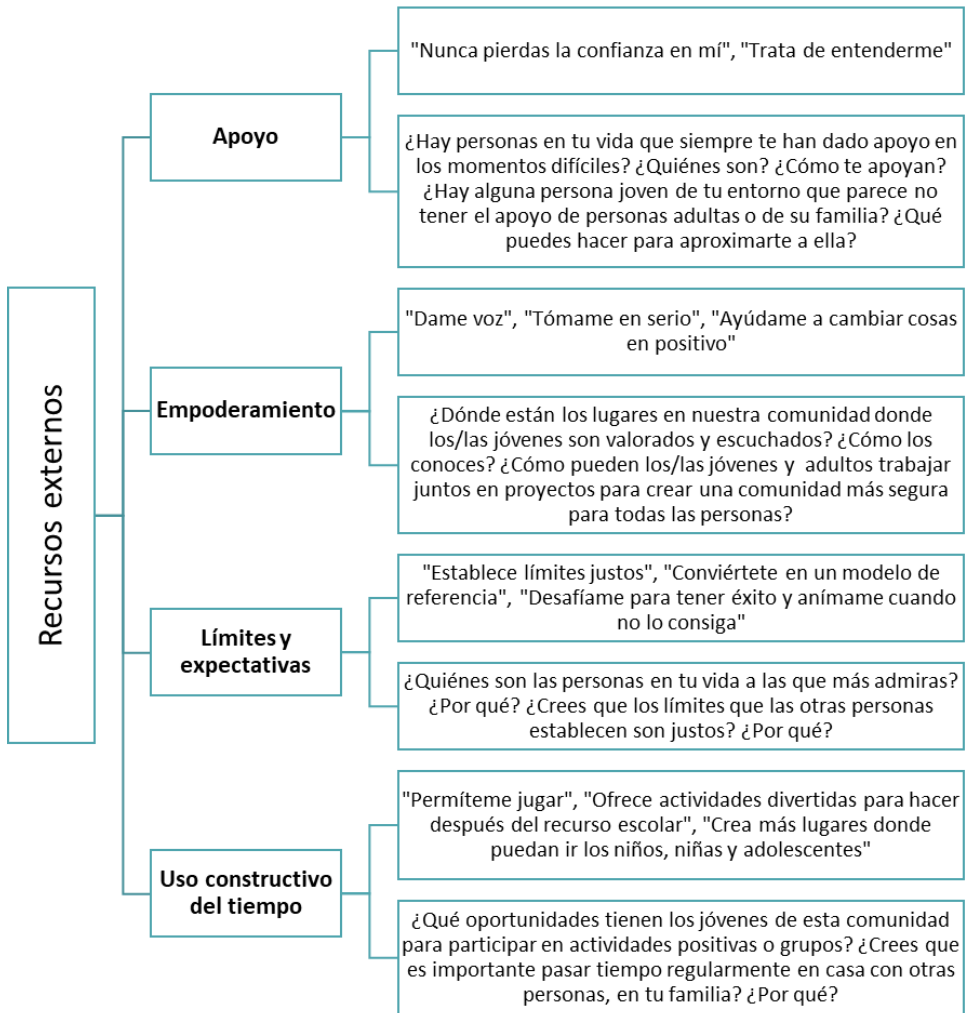 Recursos externos
Apoyo
"Nunca pierdas la confianza en mí", "Trata de entenderme"
¿Hay personas en tu vida que siempre te han dado apoyo en
los momentos difíciles? ¿Quiénes son? ¿Cómo te apoyan?
¿Hay alguna persona joven de tu entorno que parece no
tener el apoyo de personas adultas o de su familia? ¿Qué
puedes hacer para aproximarte a ella?
Empoderamiento
"Dame voz", "Tómame en serio", "Ayúdame a cambiar cosas
en positivo"
¿Dónde están los lugares en nuestra comunidad donde
los/las jóvenes son valorados y escuchados? ¿Cómo los
conoces? ¿Cómo pueden los/las jóvenes y adultos trabajar
juntos en proyectos para crear una comunidad más segura
para todas las personas?
Límites y
expectativas
"Establece límites justos", "Conviértete en un modelo de
referencia", "Desafíame para tener éxito y anímame cuando
no lo consiga"
¿Quiénes son las personas en tu vida a las que más admiras?
¿Por qué? ¿Crees que los límites que las otras personas
establecen son justos? ¿Por qué?
Uso constructivo
del tiempo
"Permíteme jugar", "Ofrece actividades divertidas para hacer
después del recurso escolar", "Crea más lugares donde
puedan ir los niños, niñas y adolescentes"
¿Qué oportunidades tienen los jóvenes de esta comunidad
para participar en actividades positivas o grupos? ¿Crees que
es importante pasar tiempo regularmente en casa con otras
personas, en tu familia? ¿Por qué?